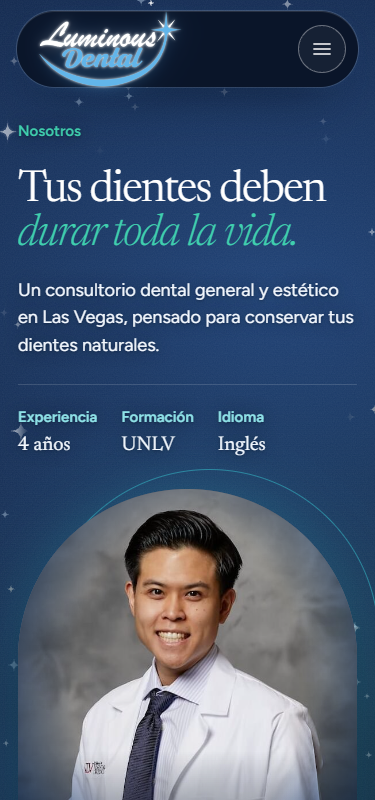 Luminous
Dental
Nosotros
Tus dientes deben
durar toda la vida.
Un consultorio dental general y estético
en Las Vegas, pensado para conservar tus
dientes naturales.
Experiencia
Formación
Idioma
4 años
UNLV
Inglés